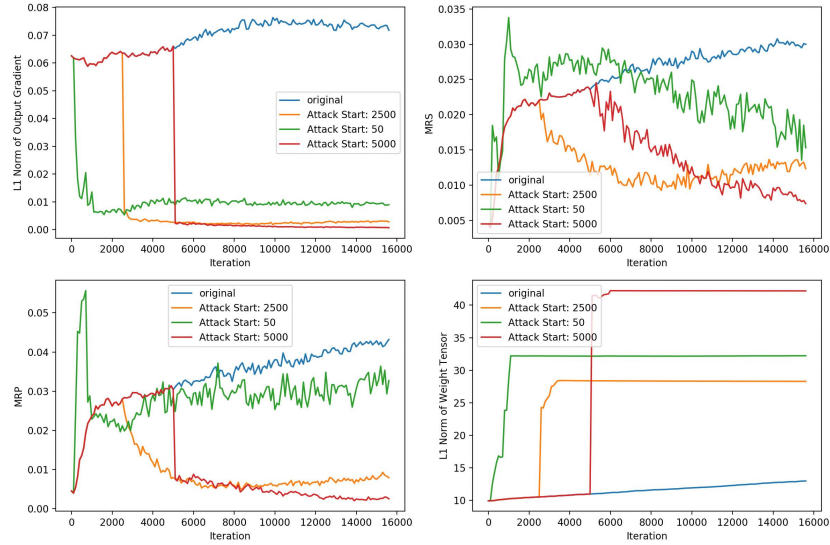 0.08
0.07
0.06
0.05
0.04
0.03
0.02
0.01
0.00
L1 Norm of Output Gradient
original
Attack Start: 2500
Attack Start: 50
Attack Start: 5000
0 2000 4000 6000 8000 10000 12000 14000 16000
Iteration
0.035
0.030
0.025
0.020
0.015
0.010
0.005
MRS
original
Attack Start: 2500
Attack Start: 50
Attack Start: 5000
0 2000 4000 6000 8000 10000 12000 14000 16000
Iteration
0.05
0.04
0.03
0.02
0.01
0.00
MRP
original
Attack Start: 2500
Attack Start: 50
Attack Start: 5000
0 2000 4000 6000 8000 10000 12000 14000 16000
Iteration
40
35
30
25
20
15
10
L1 Norm of Weight Tensor
original
Attack Start: 2500
Attack Start: 50
Attack Start: 5000
0 2000 4000 6000 8000 10000 12000 14000 16000
Iteration